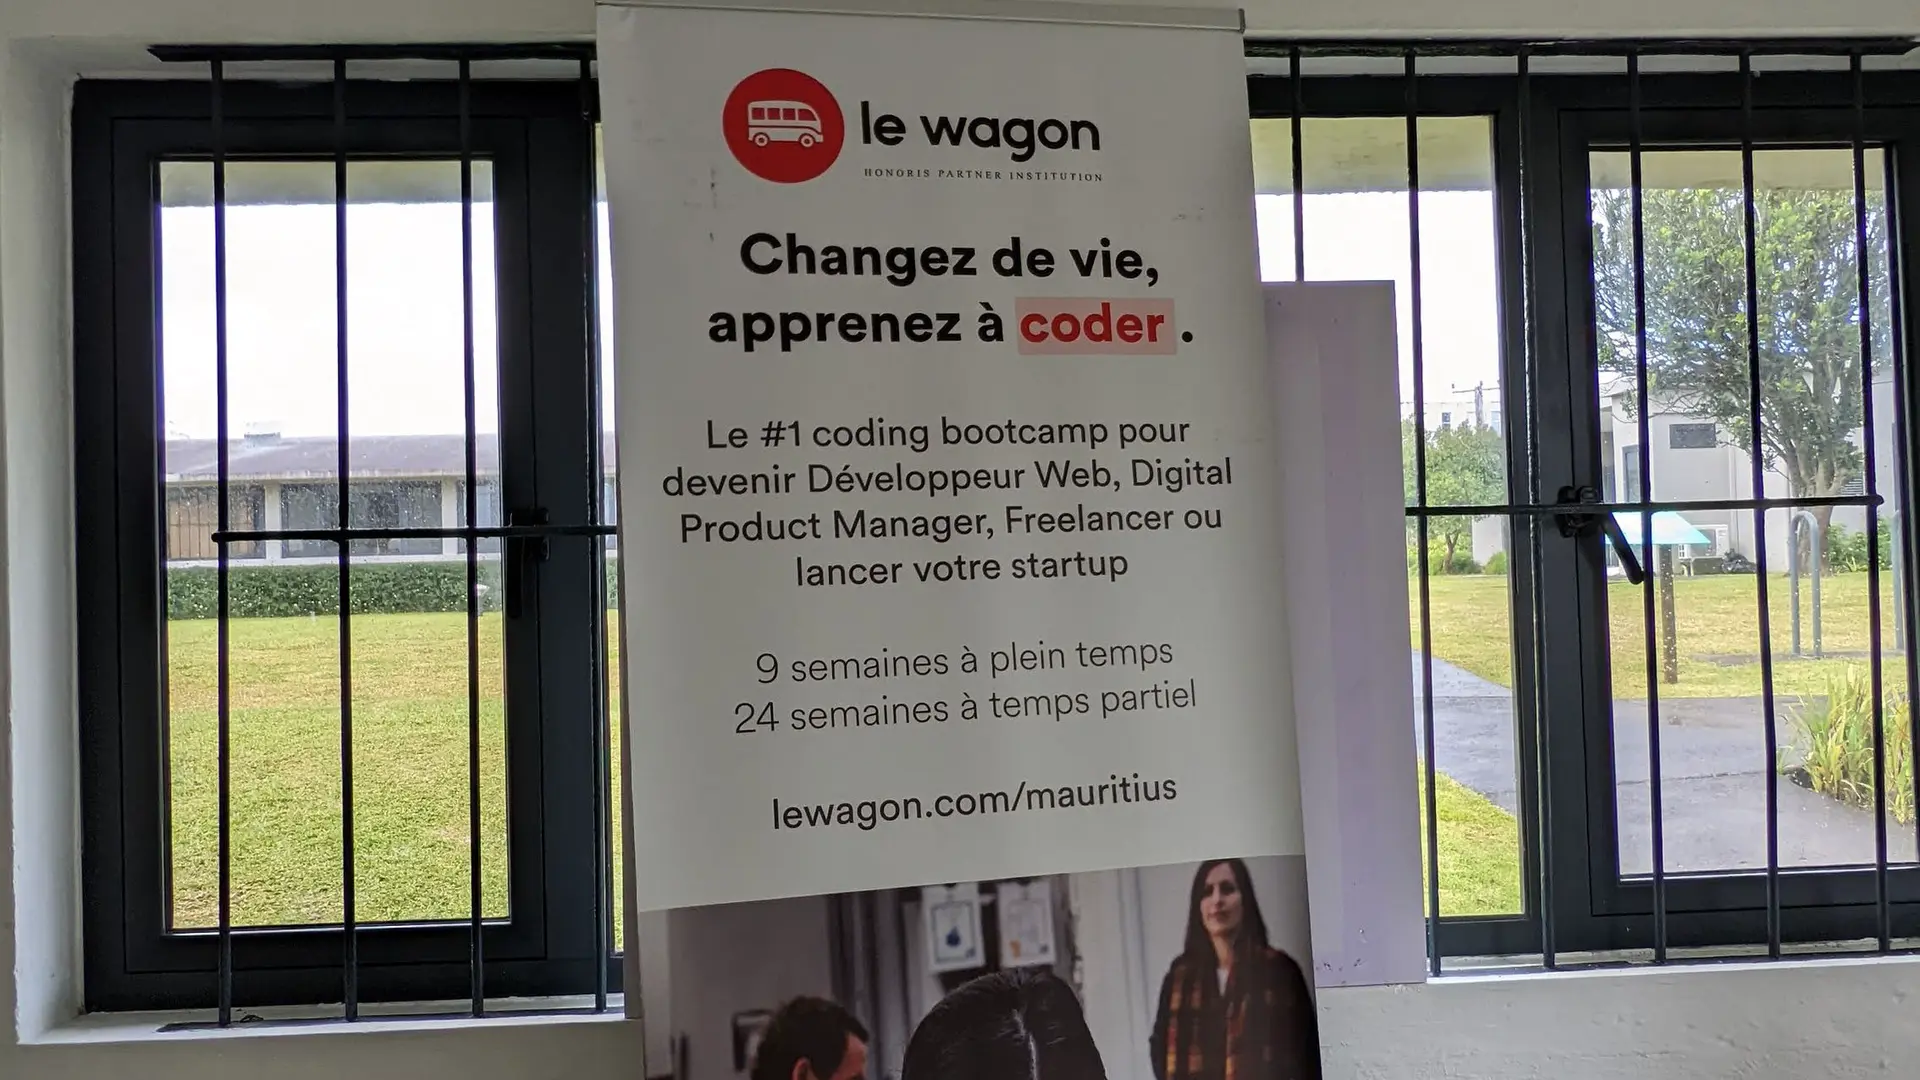 le wagon
HONORIS PARTNER INSTITUTION
Changez de vie,
apprenez à coder .
Le #1 coding bootcamp pour
devenir Développeur Web, Digital
Product Manager, Freelancer ou
lancer votre startup
9 semaines à plein temps
24 semaines à temps partiel
lewagon.com/mauritius